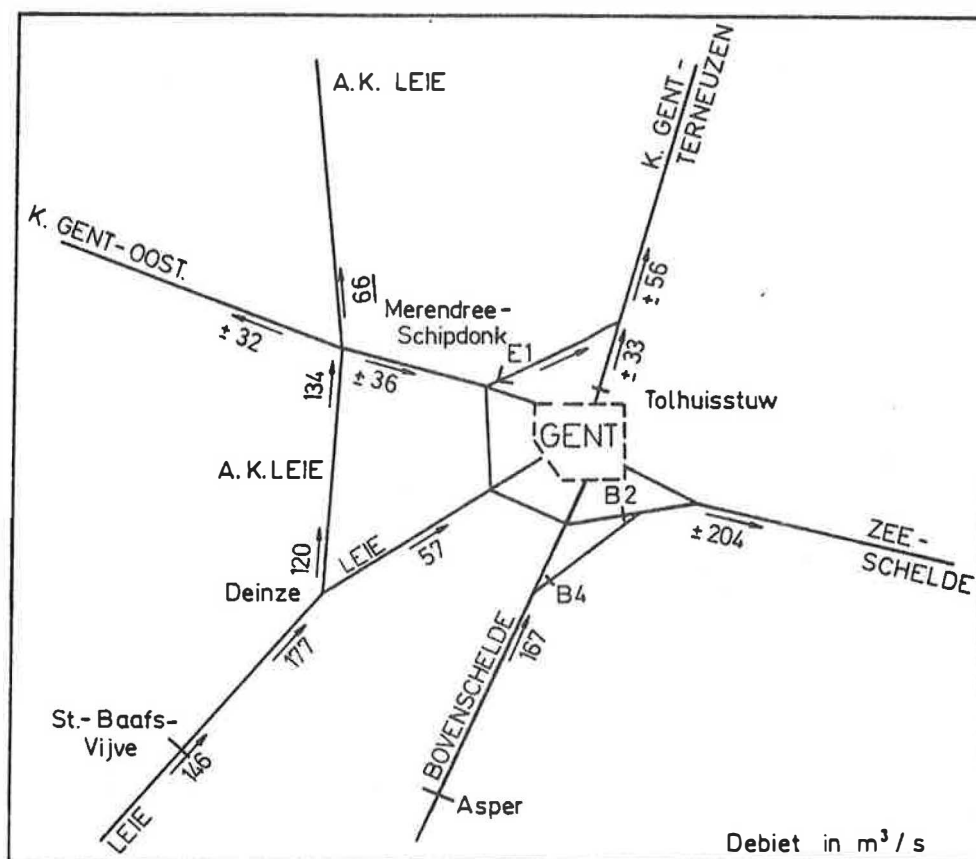 A.K. LEIE
K. GENT-
TERNEUZEN
K. GENT-OOST.
66
± 56
Merendree-
Schipdonk
± 32
E1
± 33
± 36
134
Tolhuisstuw
GENT
A.K. LEIE
B2
± 204
ZEE-
SCHELDE
120
LEIE
57
Deinze
B4
177
BOVENSCHELDE
167
St.-Baafs-
Vijve
146
Asper
LEIE
Debiet in m³/s